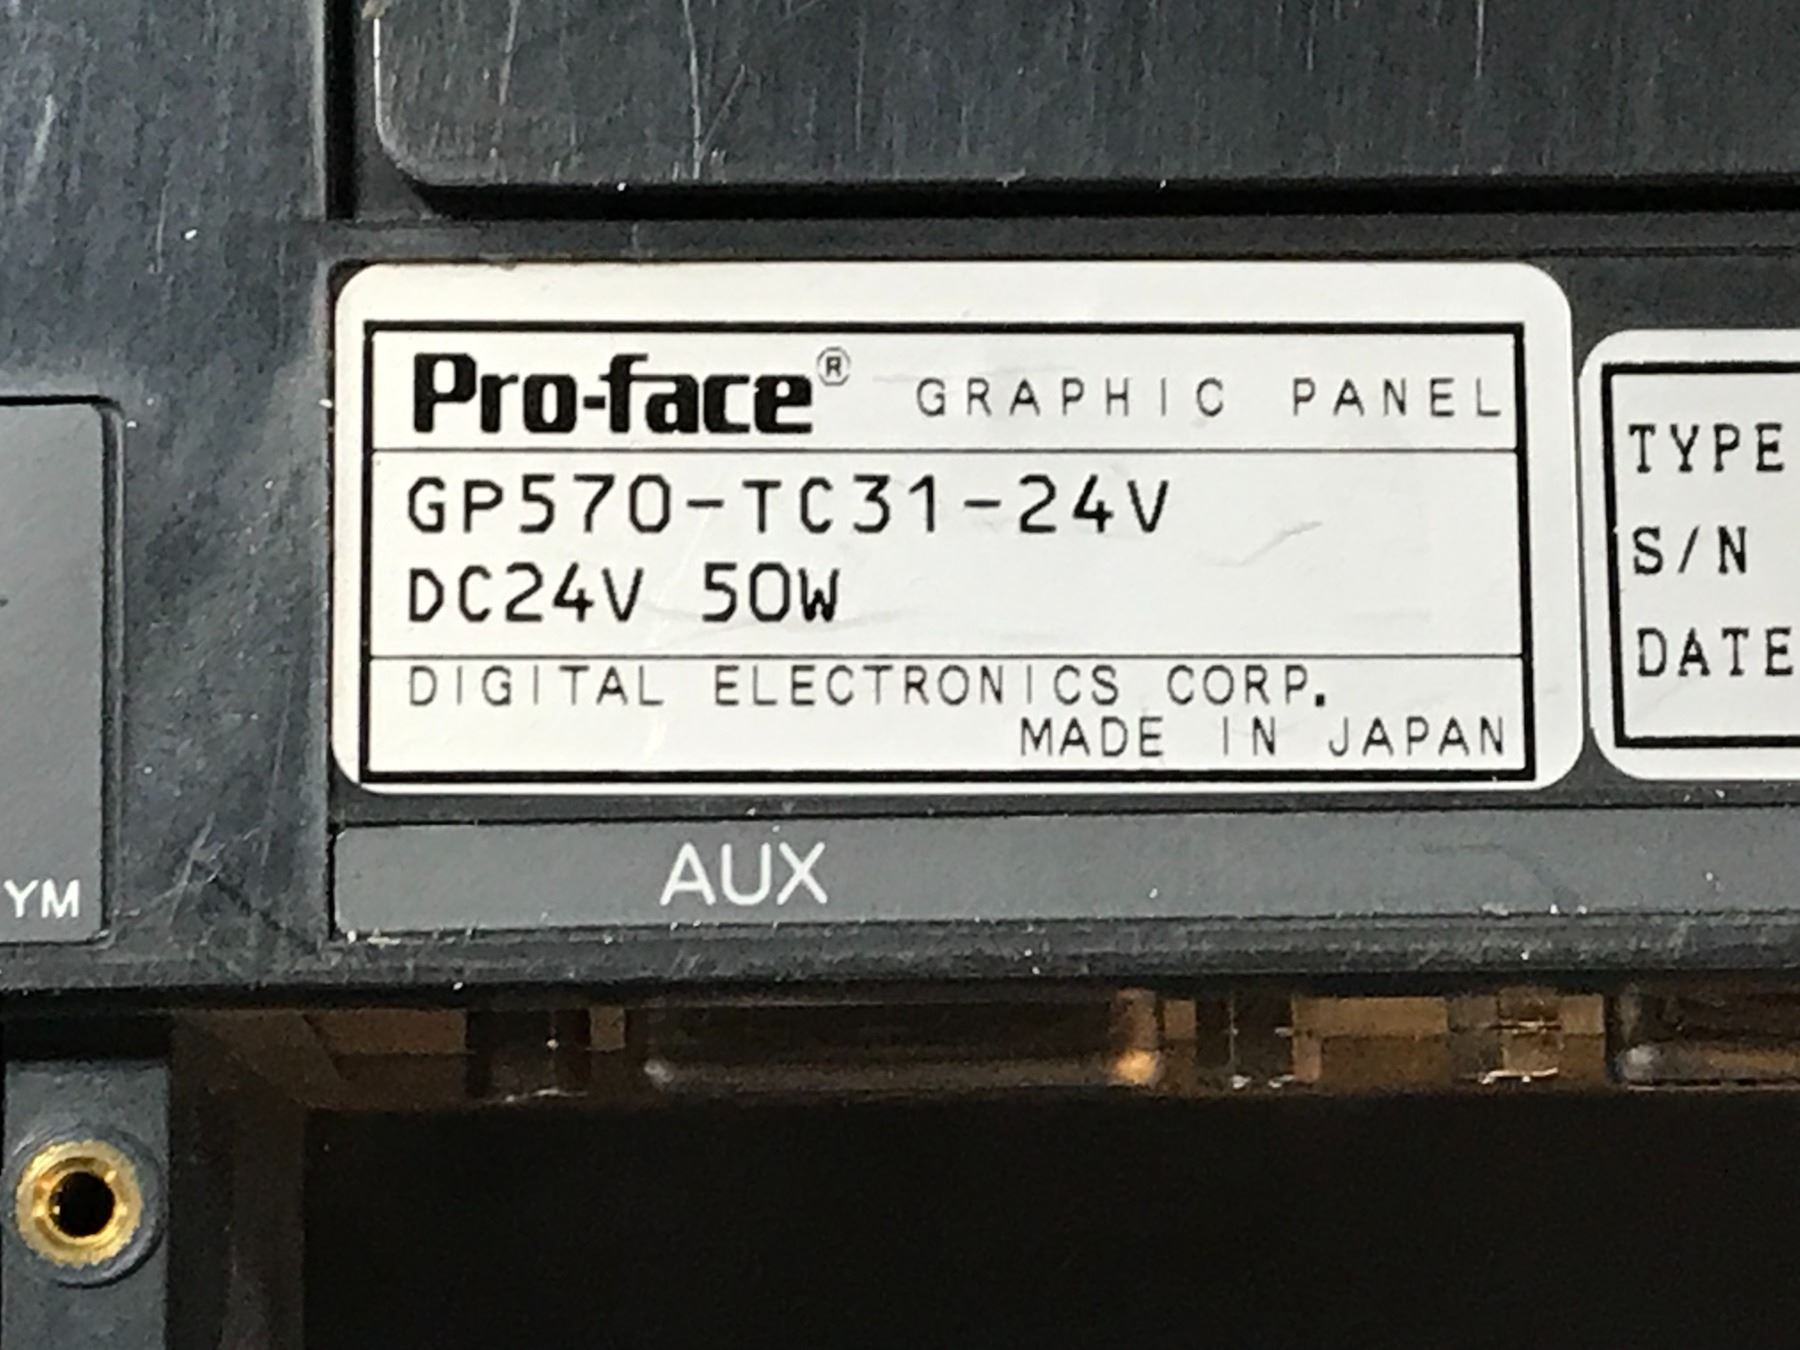 Pro-face® GRAPHIC PANEL
GP570-TC31-24V
DC24V 50W
DIGITAL ELECTRONICS CORP.
MADE IN JAPAN
TYPE
S/N
DATE
AUX
YM